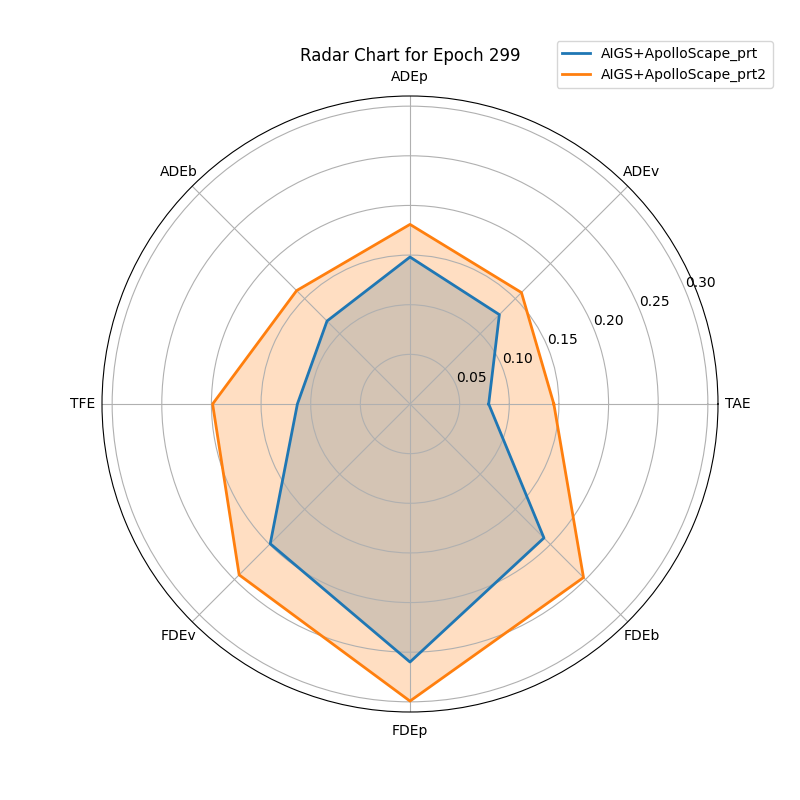 Radar Chart for Epoch 299
AIGS+ApolloScape_prt
AIGS+ApolloScape_prt2
ADEp
ADEb
ADEv
0.30
0.25
0.20
0.15
0.10
0.05
TFE
TAE
FDEv
FDEb
FDEp